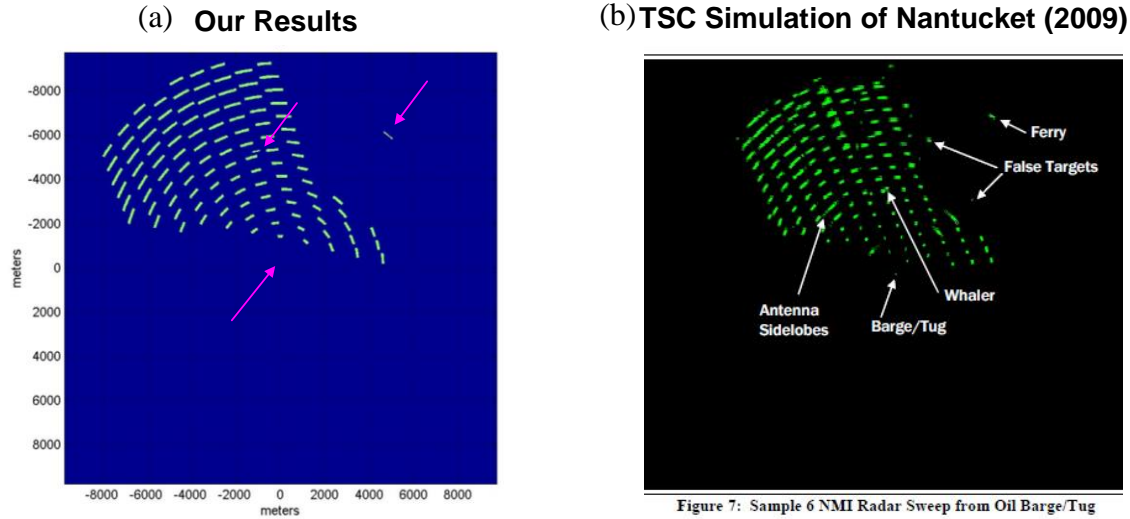 (a) Our Results
(b) TSC Simulation of Nantucket (2009)
-8000
-6000
-4000
-2000
0
2000
4000
6000
8000
meters
-8000 -6000 -4000 -2000 0 2000 4000 6000 8000
meters
Ferry
False Targets
Whaler
Antenna
Sidelobes
Barge/Tug
Figure 7: Sample 6 NMI Radar Sweep from Oil Barge/Tug